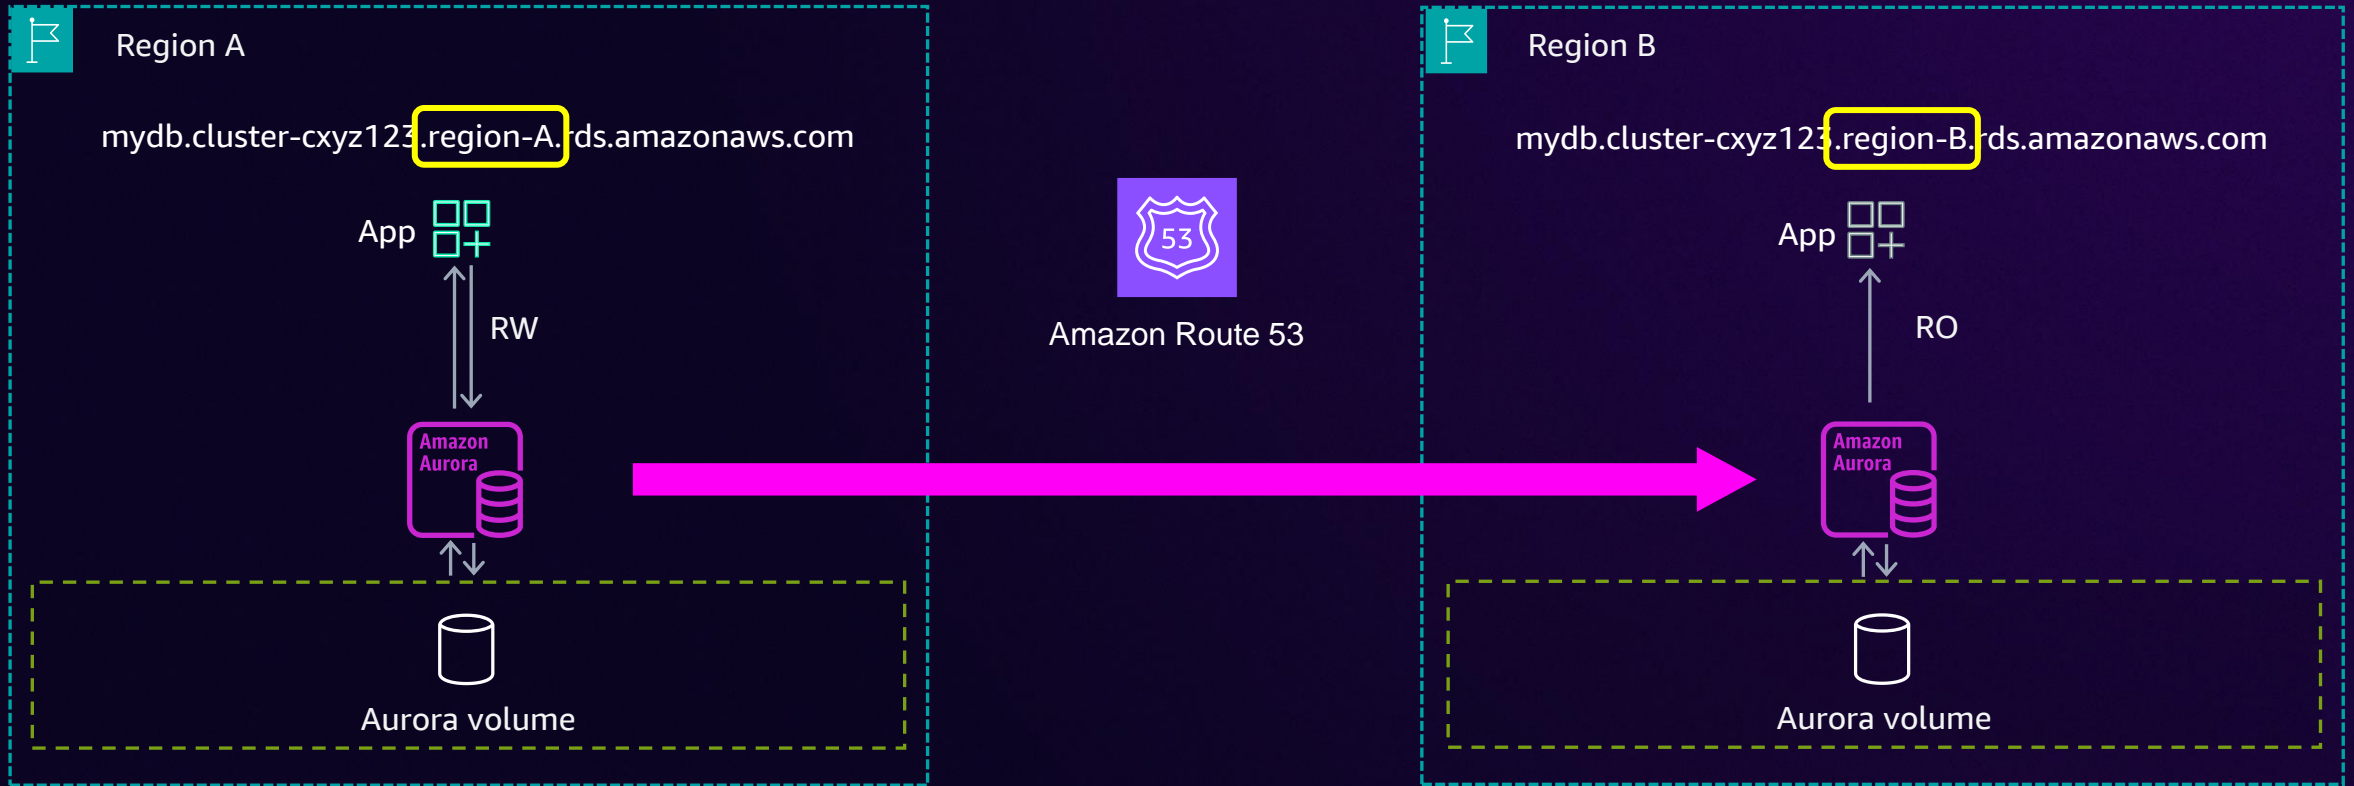 Region A
mydb.cluster-cxyz123.region-A.rds.amazonaws.com
App
RW
Amazon
Aurora
Aurora volume
53
Amazon Route 53
Region B
mydb.cluster-cxyz123.region-B.rds.amazonaws.com
App
RO
Amazon
Aurora
Aurora volume